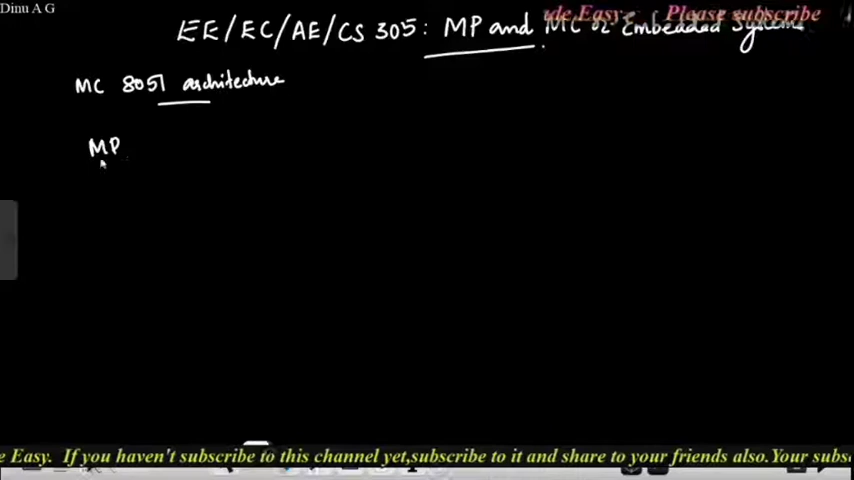 Dinu A G
ude Easy Please subscribe
EE/EC/AE/CS 305: MP and MC or Embedded Systems
MC 8051 architecture
MP
e Easy. If you haven't subscribe to this channel yet,subscribe to it and share to your friends also.Your subs